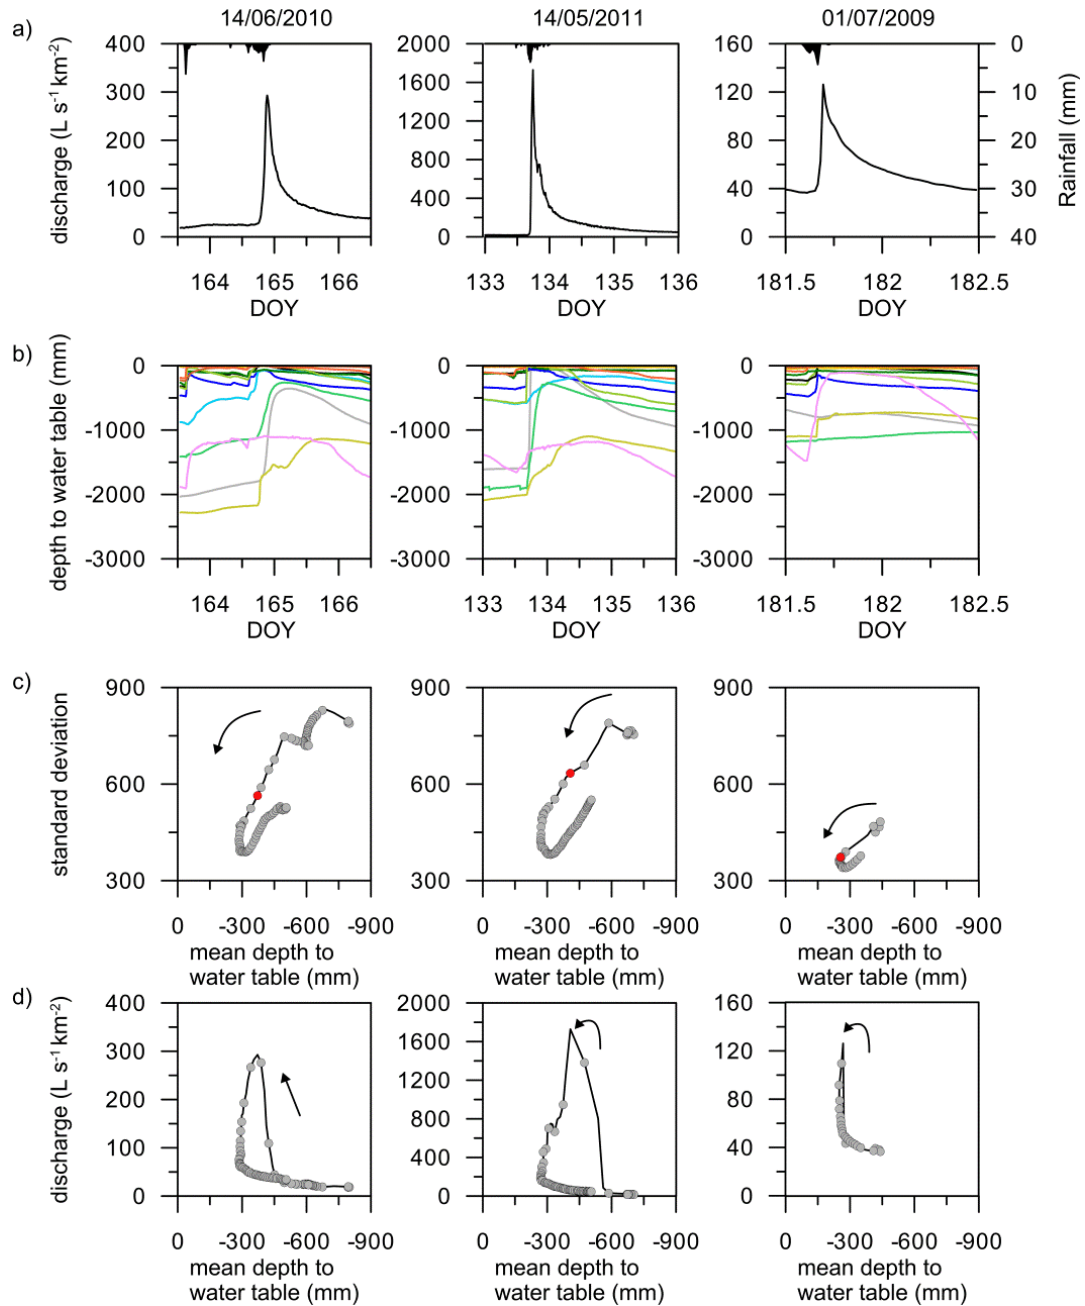 a)
14/06/2010
14/05/2011
01/07/2009
discharge (L s-1 km-2)
400
300
200
100
0
2000
1600
1200
800
400
0
160
120
80
40
0
0
10
20
30
40
Rainfall (mm)
164
165
166
133
134
135
136
181.5
182
182.5
DOY
DOY
DOY
b)
depth to water table (mm)
0
-1000
-2000
-3000
0
-1000
-2000
-3000
0
-1000
-2000
-3000
164
165
166
133
134
135
136
181.5
182
182.5
DOY
DOY
DOY
c)
standard deviation
900
600
300
900
600
300
900
600
300
0 -300 -600 -900
0 -300 -600 -900
0 -300 -600 -900
mean depth to
water table (mm)
mean depth to
water table (mm)
mean depth to
water table (mm)
d)
discharge (L s-1 km-2)
400
300
200
100
0
2000
1600
1200
800
400
0
160
120
80
40
0
0 -300 -600 -900
0 -300 -600 -900
0 -300 -600 -900
mean depth to
water table (mm)
mean depth to
water table (mm)
mean depth to
water table (mm)